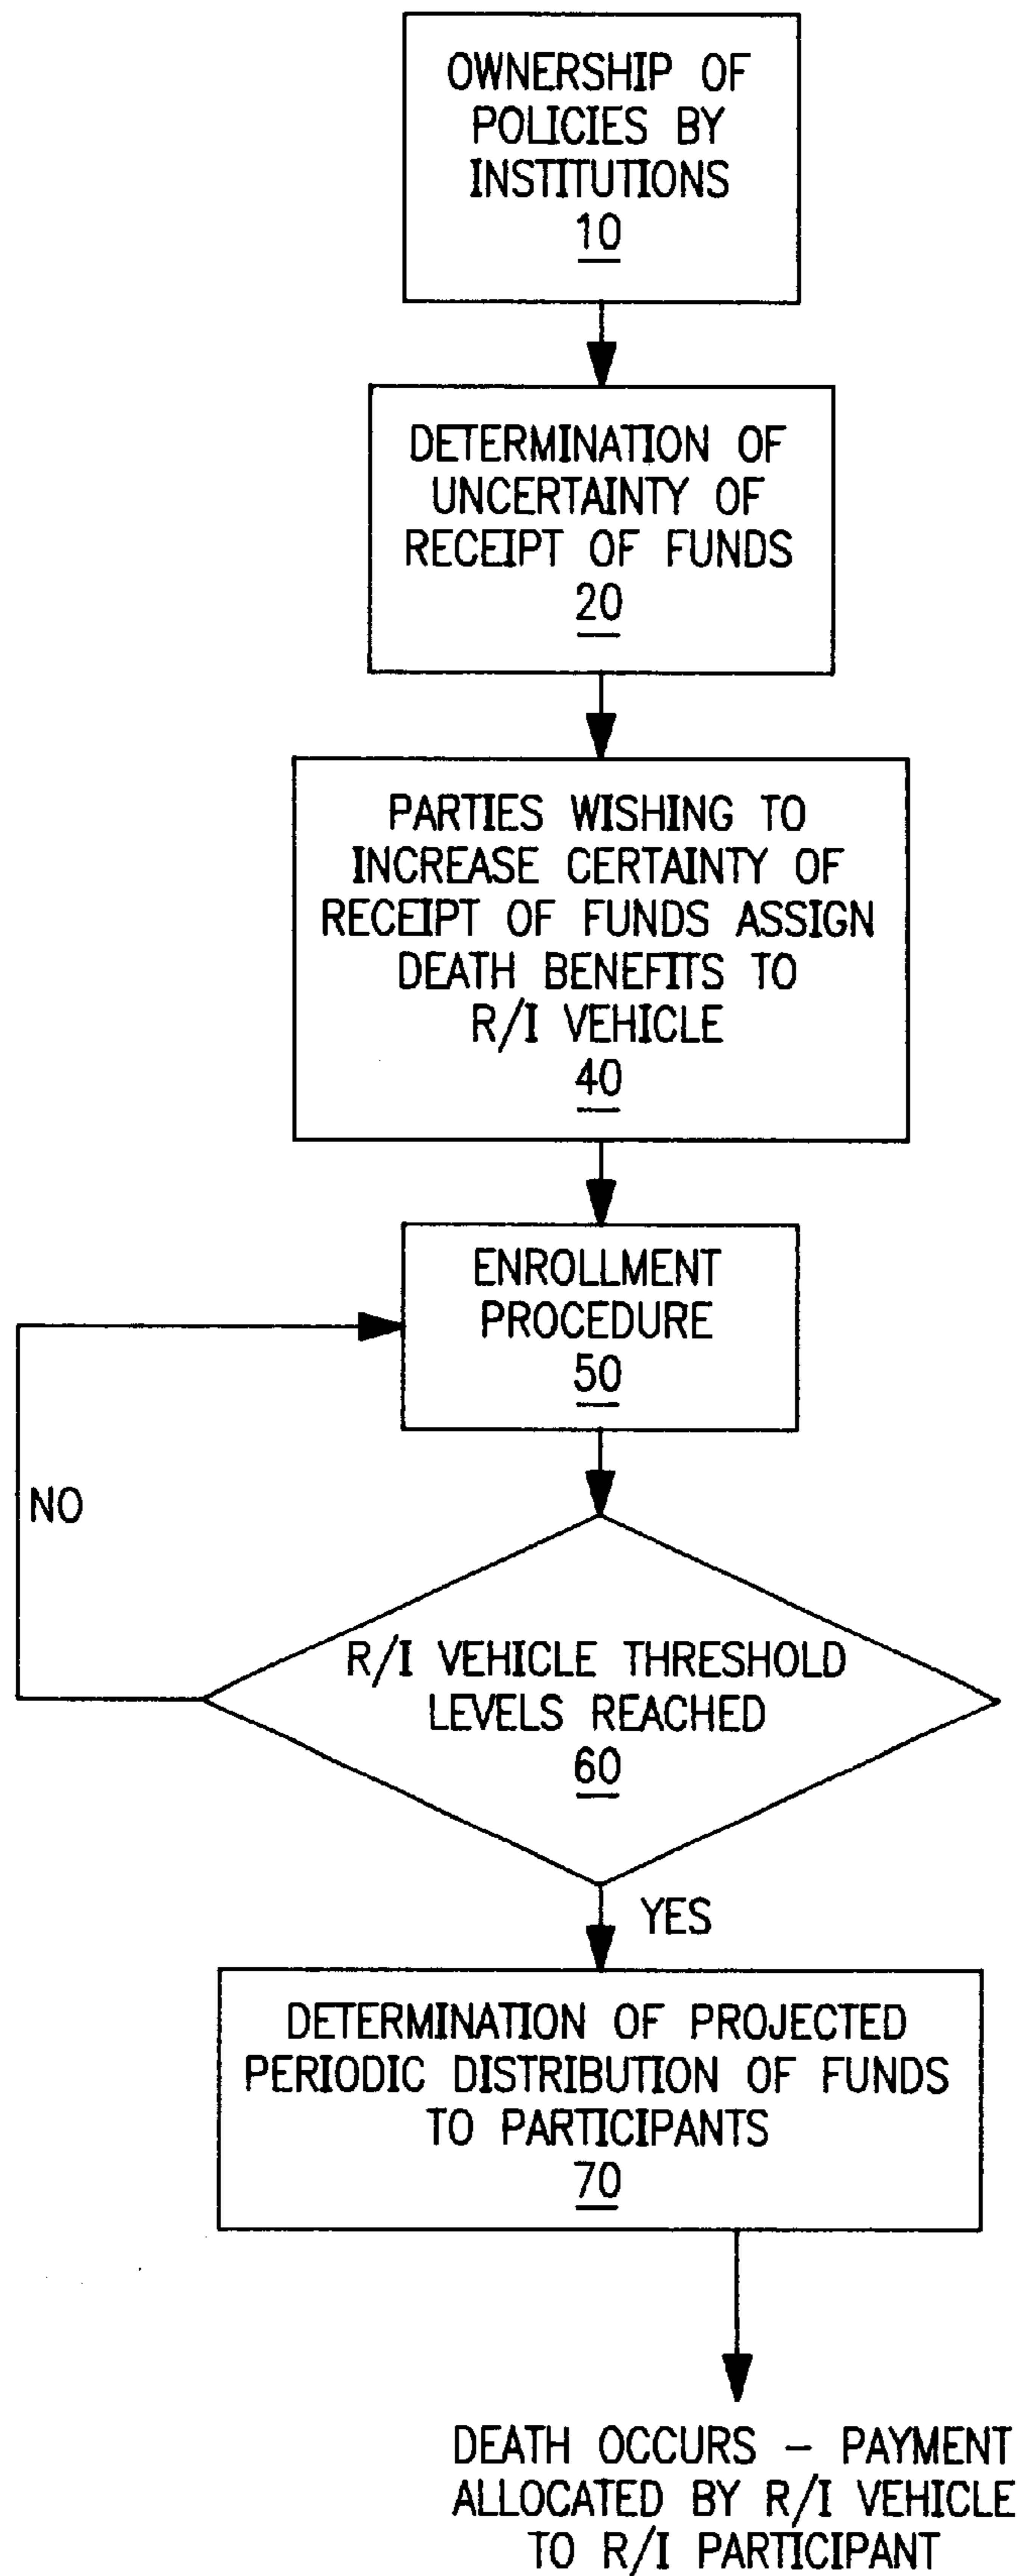 OWNERSHIP OF
POLICIES BY
INSTITUTIONS
10
DETERMINATION OF
UNCERTAINTY OF
RECEIPT OF FUNDS
20
PARTIES WISHING TO
INCREASE CERTAINTY OF
RECEIPT OF FUNDS ASSIGN
DEATH BENEFITS TO
R/I VEHICLE
40
ENROLLMENT
PROCEDURE
50
NO
R/I VEHICLE THRESHOLD
LEVELS REACHED
60
YES
DETERMINATION OF PROJECTED
PERIODIC DISTRIBUTION OF FUNDS
TO PARTICIPANTS
70
DEATH OCCURS – PAYMENT
ALLOCATED BY R/I VEHICLE
TO R/I PARTICIPANT